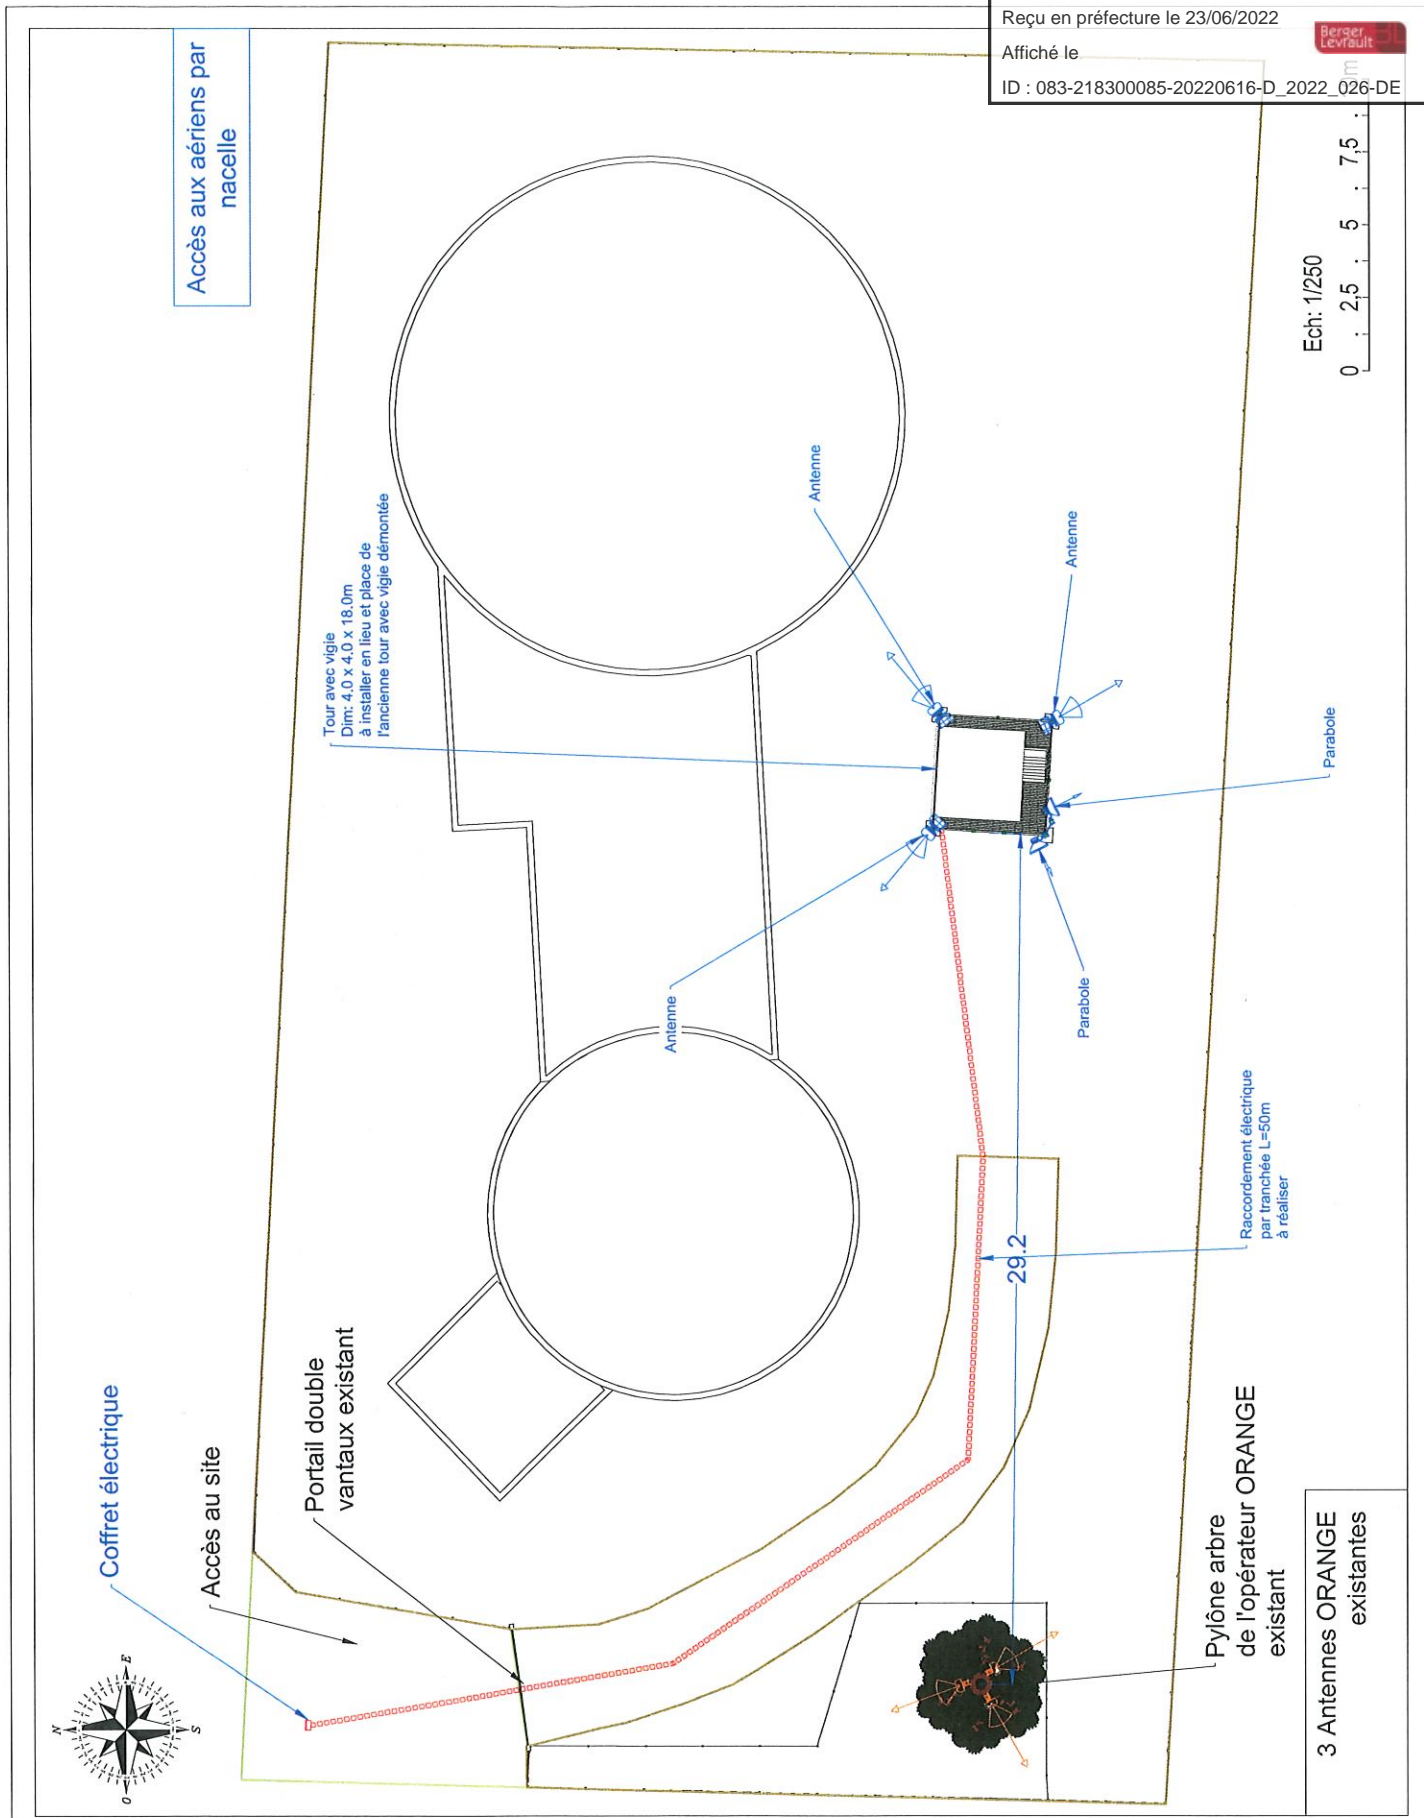 Reçu en préfecture le 23/06/2022
Affiché le
ID : 083-218300085-20220616-D_2022_026-DE
Berger
Levrault
Accès aux aériens par
nacelle
Tour avec vigie
Dim: 4.0 x 4.0 x 18.0m
à installer en lieu et place de
l'ancienne tour avec vigie démontée
Antenne
Antenne
Antenne
Parabole
Parabole
Raccordement électrique
par tranchée L=50m
à réaliser
29.2
Coffret électrique
Accès au site
Portail double
vantaux existant
Pylône arbre
de l'opérateur ORANGE
existant
3 Antennes ORANGE
existantes
Ech: 1/250
0 2,5 5 7,5
N
E
S
O